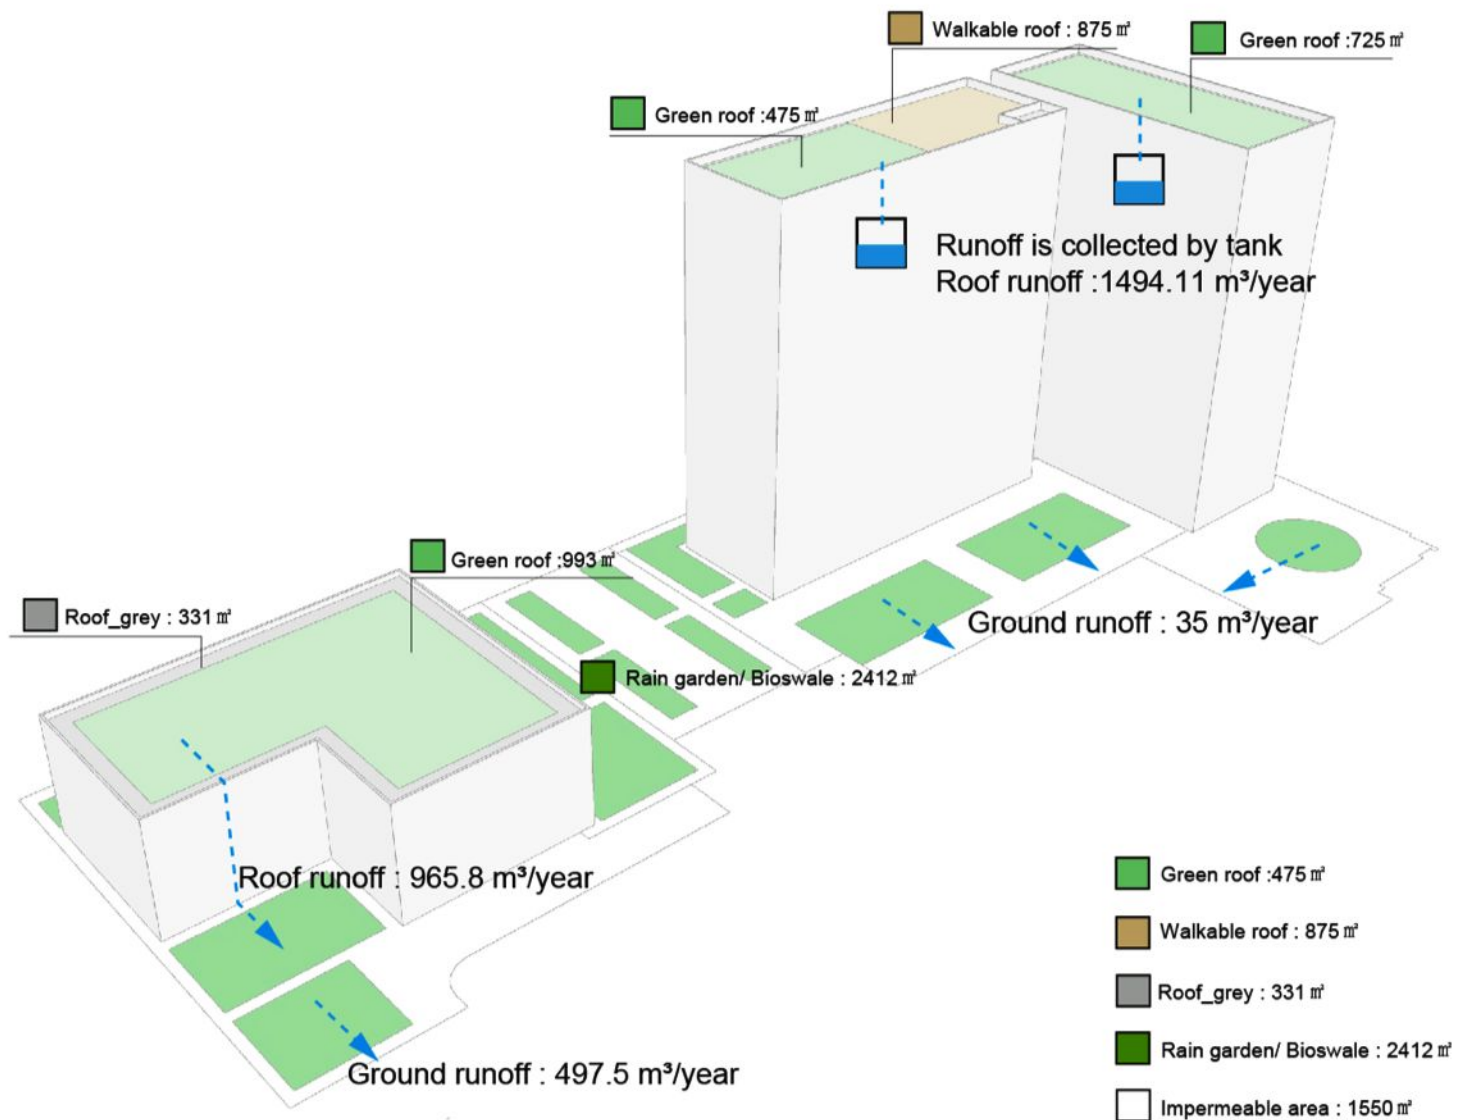 Walkable roof : 875 ㎡
Green roof :725 ㎡
Green roof :475 ㎡
Runoff is collected by tank
Roof runoff :1494.11 m³/year
Green roof :993 ㎡
Roof_grey : 331 ㎡
Ground runoff : 35 m³/year
Rain garden/ Bioswale : 2412 ㎡
Roof runoff : 965.8 m³/year
Ground runoff : 497.5 m³/year
Green roof :475 ㎡
Walkable roof : 875 ㎡
Roof_grey : 331 ㎡
Rain garden/ Bioswale : 2412 ㎡
Impermeable area : 1550 ㎡